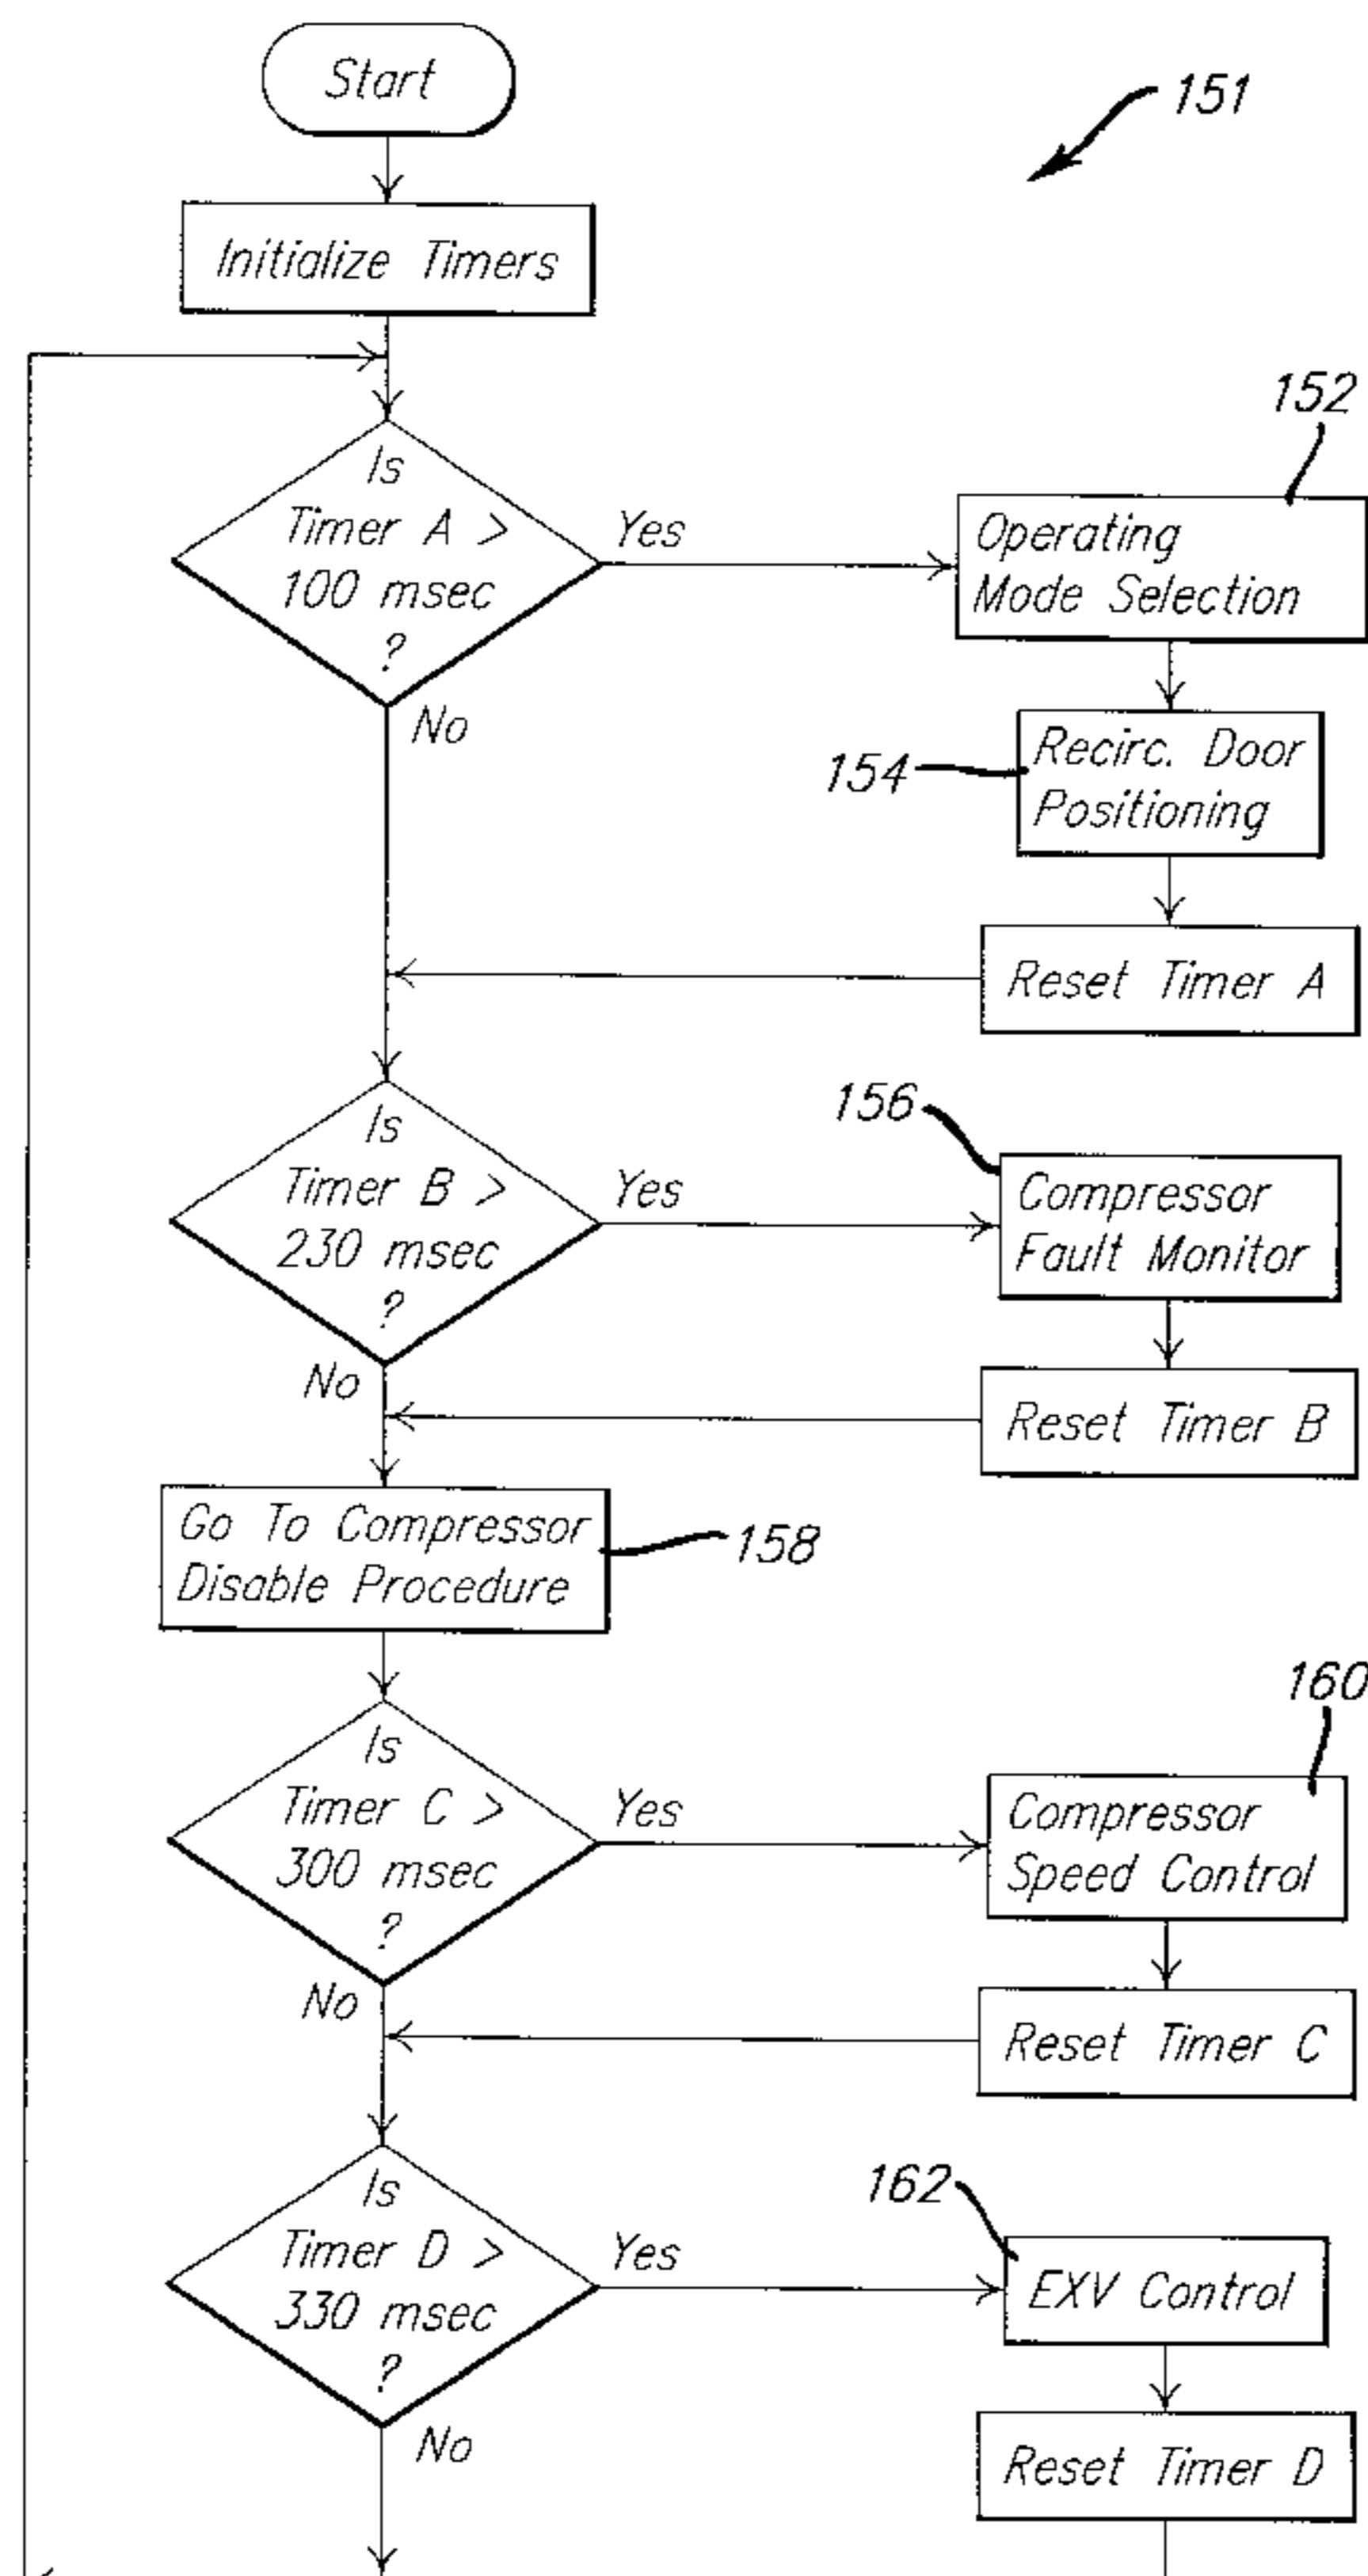 Start
151
Initialize Timers
152
Is
Timer A >
100 msec
?
Yes
No
Operating
Mode Selection
154
Recirc. Door
Positioning
Reset Timer A
156
Is
Timer B >
230 msec
?
Yes
No
Compressor
Fault Monitor
Reset Timer B
Go To Compressor
Disable Procedure
158
160
Is
Timer C >
300 msec
?
Yes
No
Compressor
Speed Control
Reset Timer C
162
Is
Timer D >
330 msec
?
Yes
No
EXV Control
Reset Timer D